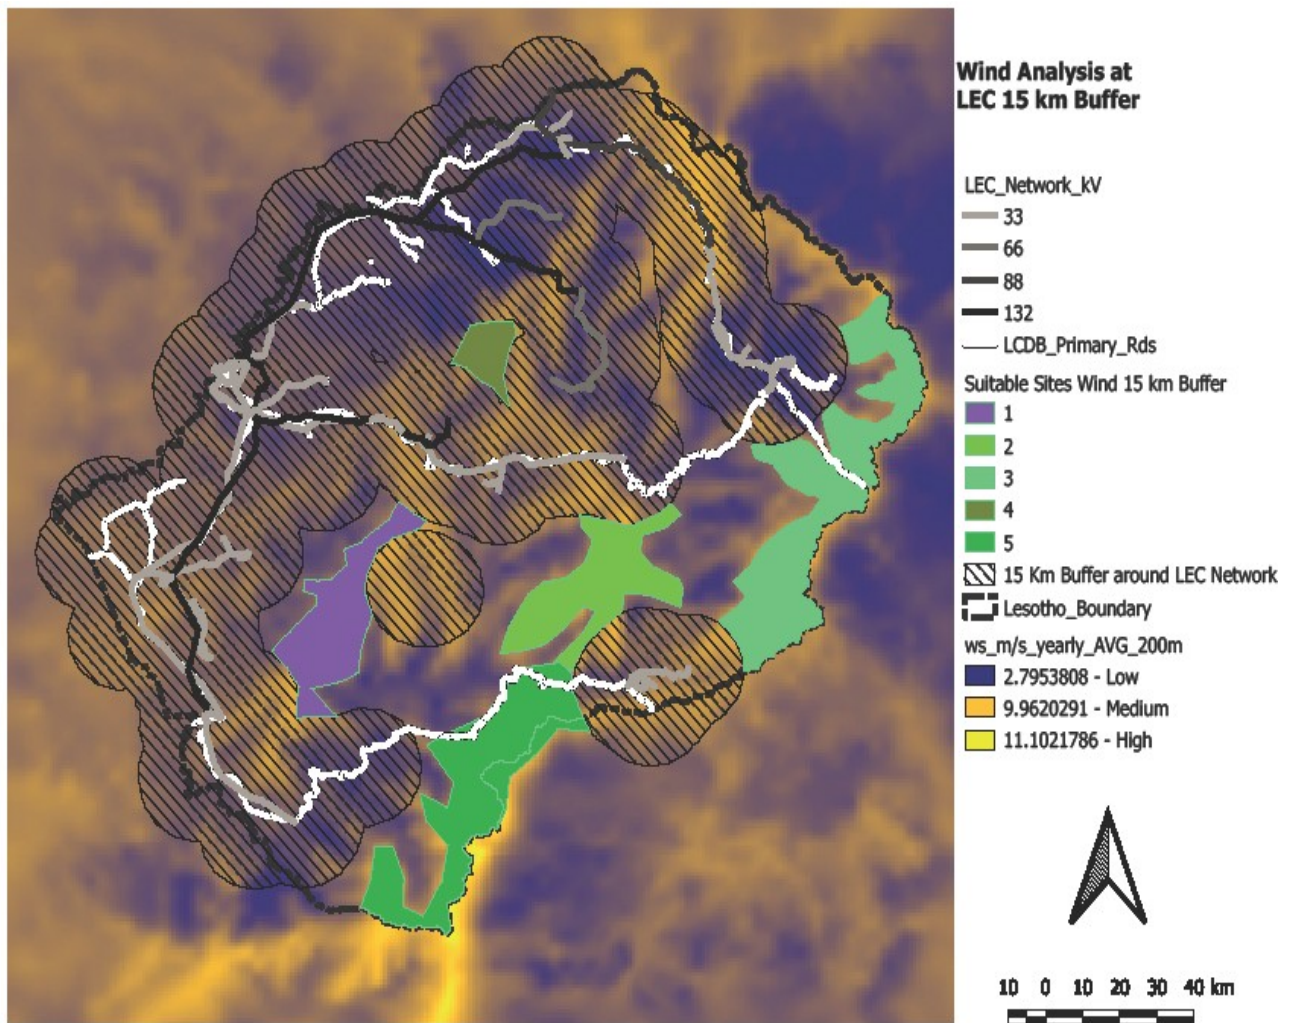 Wind Analysis at
LEC 15 km Buffer
LEC_Network_kV
33
66
88
132
LCDB_Primary_Rds
Suitable Sites Wind 15 km Buffer
1
2
3
4
5
15 Km Buffer around LEC Network
Lesotho_Boundary
ws_m/s_yearly_AVG_200m
2.7953808 - Low
9.9620291 - Medium
11.1021786 - High
10 0 10 20 30 40 km